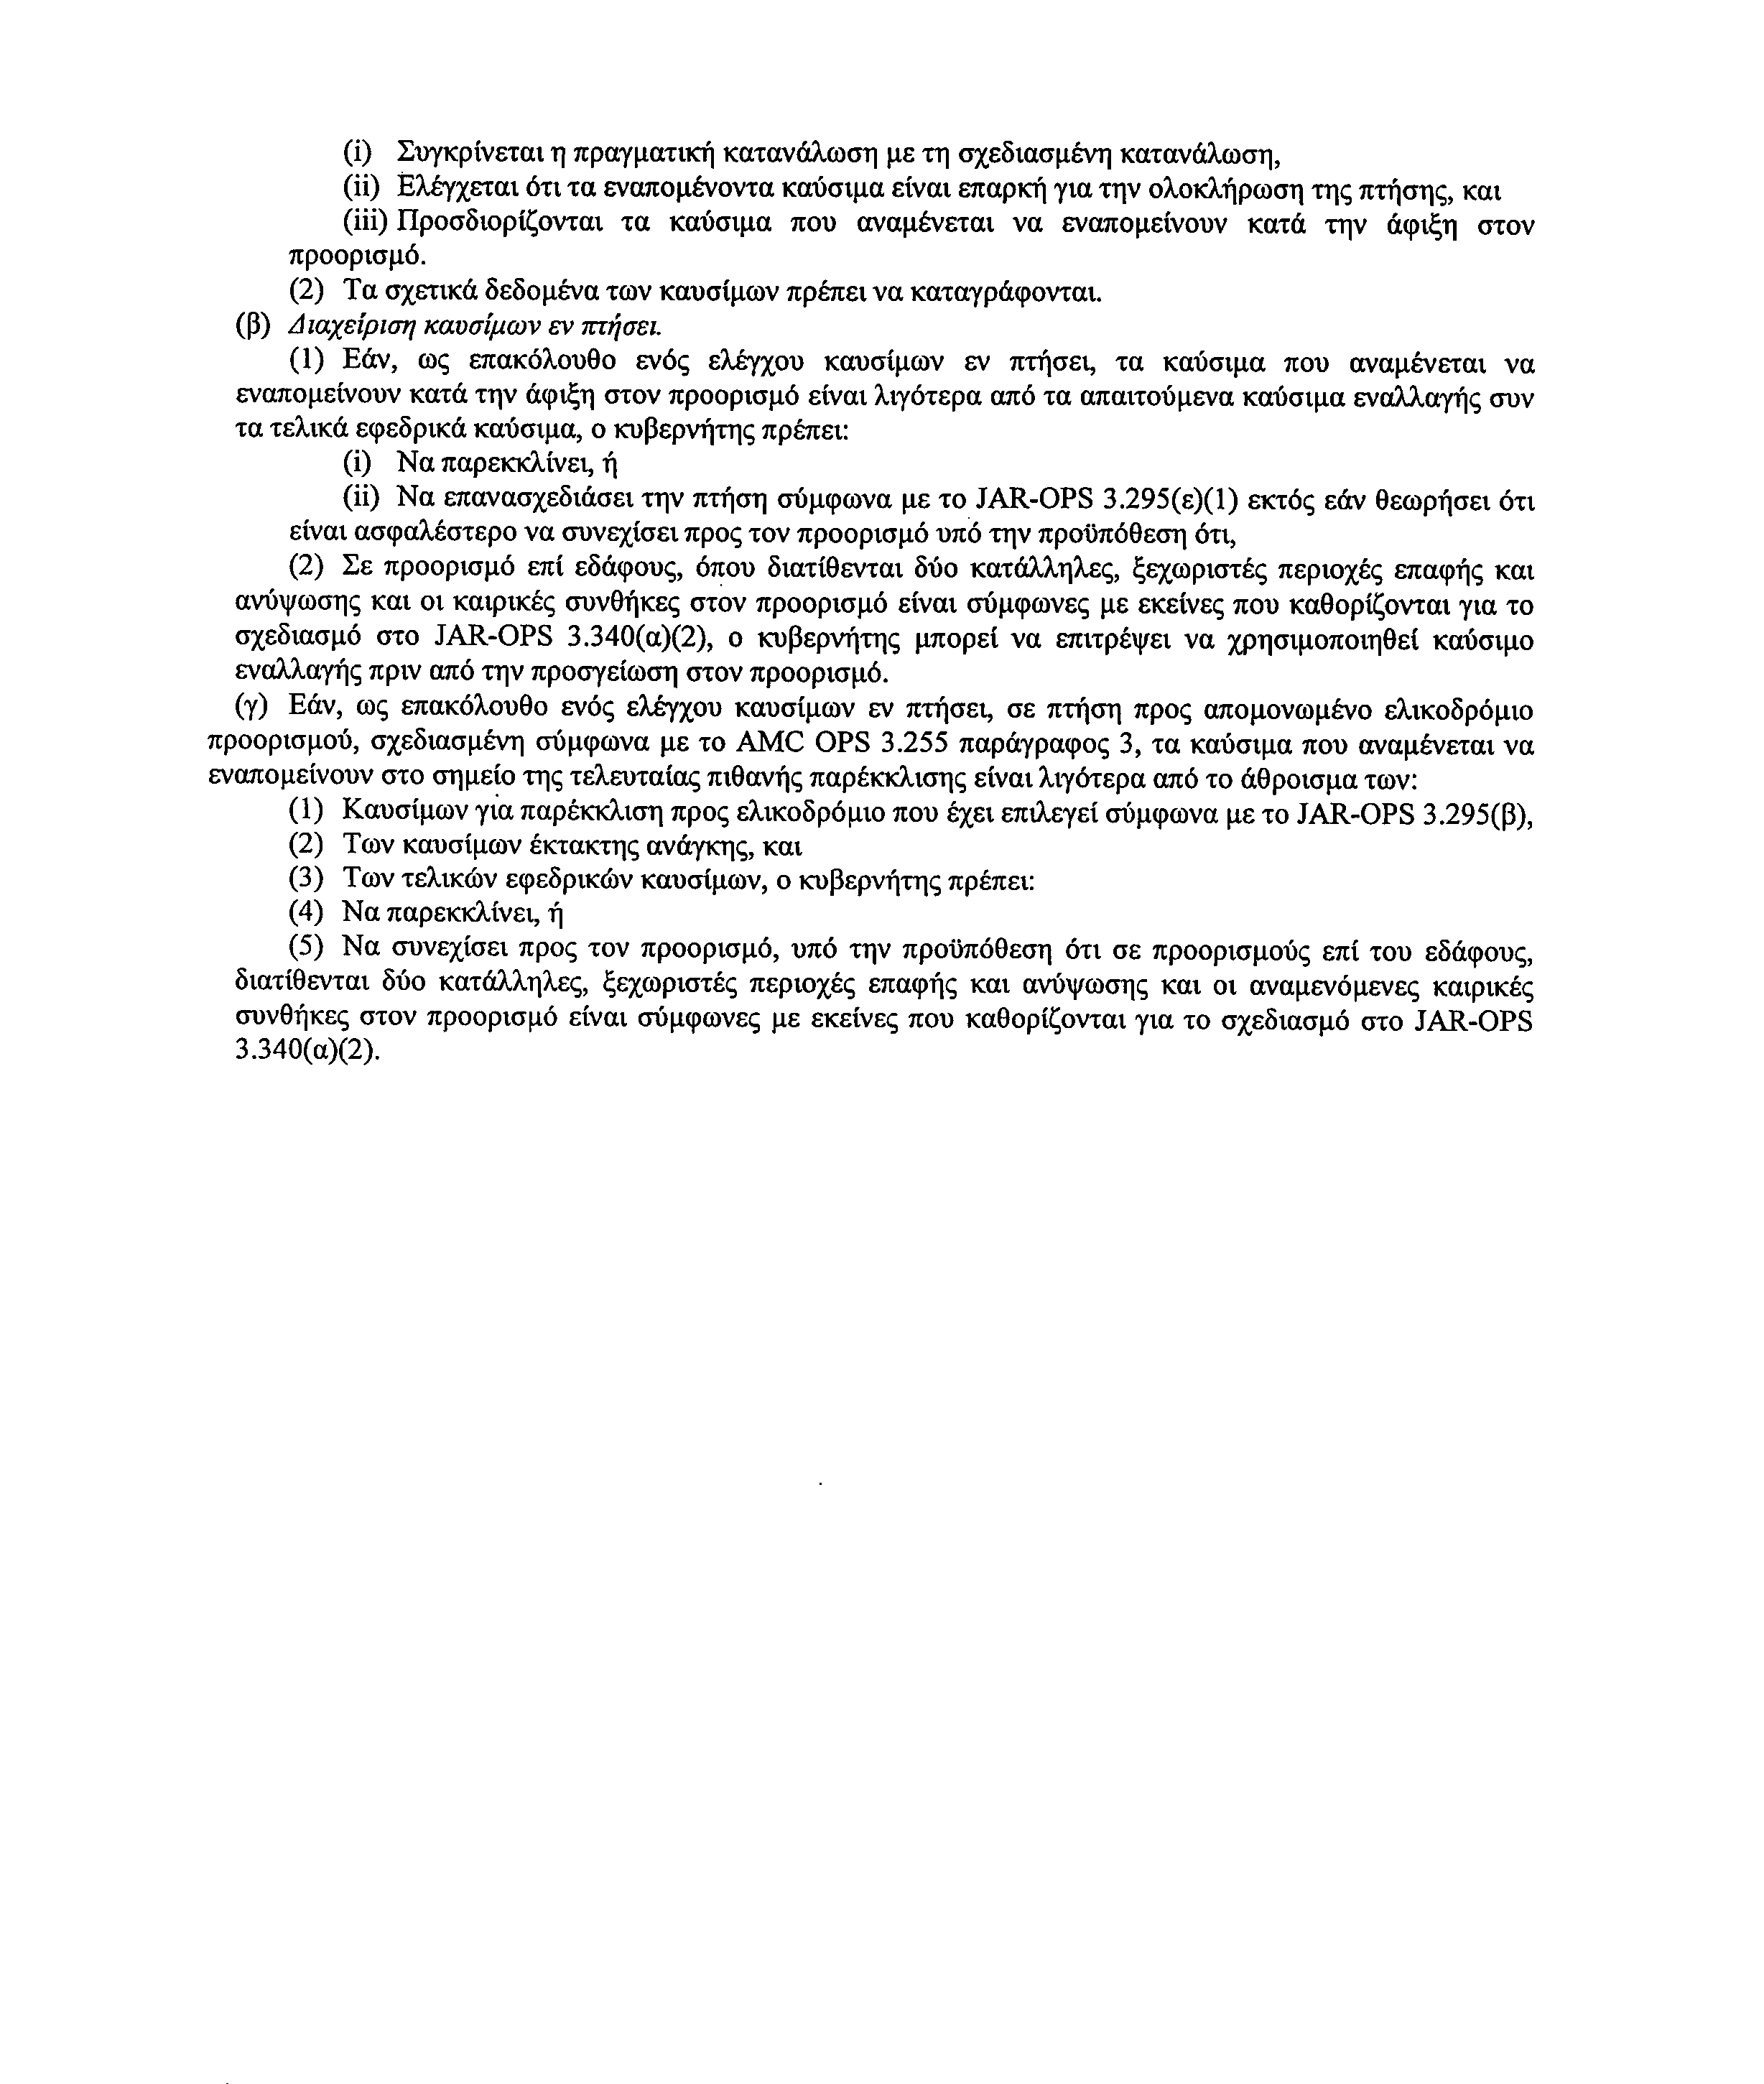 (i) Συγκρίνεται η πραγματική κατανάλωση με τη σχεδιασμένη κατανάλωση,
(ii) Ελέγχεται ότι τα εναπομένοντα καύσιμα είναι επαρκή για την ολοκλήρωση της πτήσης, και
(iii) Προσδιορίζονται τα καύσιμα που αναμένεται να εναπομείνουν κατά την άφιξη στον
προορισμό.
(2) Τα σχετικά δεδομένα των καυσίμων πρέπει να καταγράφονται.
(β) Διαχείριση καυσίμων εν πτήσει.
(1) Εάν, ως επακόλουθο ενός ελέγχου καυσίμων εν πτήσει, τα καύσιμα που αναμένεται να
εναπομείνουν κατά την άφιξη στον προορισμό είναι λιγότερα από τα απαιτούμενα καύσιμα εναλλαγής συν
τα τελικά εφεδρικά καύσιμα, ο κυβερνήτης πρέπει:
(i) Να παρεκκλίνει, ή
(ii) Να επανασχεδιάσει την πτήση σύμφωνα με το JAR-OPS 3.295(ε)(1) εκτός εάν θεωρήσει ότι
είναι ασφαλέστερο να συνεχίσει προς τον προορισμό υπό την προϋπόθεση ότι,
(2) Σε προορισμό επί εδάφους, όπου διατίθενται δύο κατάλληλες, ξεχωριστές περιοχές επαφής και
ανύψωσης και οι καιρικές συνθήκες στον προορισμό είναι σύμφωνες με εκείνες που καθορίζονται για το
σχεδιασμό στο JAR-OPS 3.340(α)(2), ο κυβερνήτης μπορεί να επιτρέψει να χρησιμοποιηθεί καύσιμο
εναλλαγής πριν από την προσγείωση στον προορισμό.
(γ) Εάν, ως επακόλουθο ενός ελέγχου καυσίμων εν πτήσει, σε πτήση προς απομονωμένο ελικοδρόμιο
προορισμού, σχεδιασμένη σύμφωνα με το AMC OPS 3.255 παράγραφος 3, τα καύσιμα που αναμένεται να
εναπομείνουν στο σημείο της τελευταίας πιθανής παρέκκλισης είναι λιγότερα από το άθροισμα των:
(1) Καυσίμων για παρέκκλιση προς ελικοδρόμιο που έχει επιλεγεί σύμφωνα με το JAR-OPS 3.295(β),
(2) Των καυσίμων έκτακτης ανάγκης, και
(3) Των τελικών εφεδρικών καυσίμων, ο κυβερνήτης πρέπει:
(4) Να παρεκκλίνει, ή
(5) Να συνεχίσει προς τον προορισμό, υπό την προϋπόθεση ότι σε προορισμούς επί του εδάφους,
διατίθενται δύο κατάλληλες, ξεχωριστές περιοχές επαφής και ανύψωσης και οι αναμενόμενες καιρικές
συνθήκες στον προορισμό είναι σύμφωνες με εκείνες που καθορίζονται για το σχεδιασμό στο JAR-OPS
3.340(α)(2).